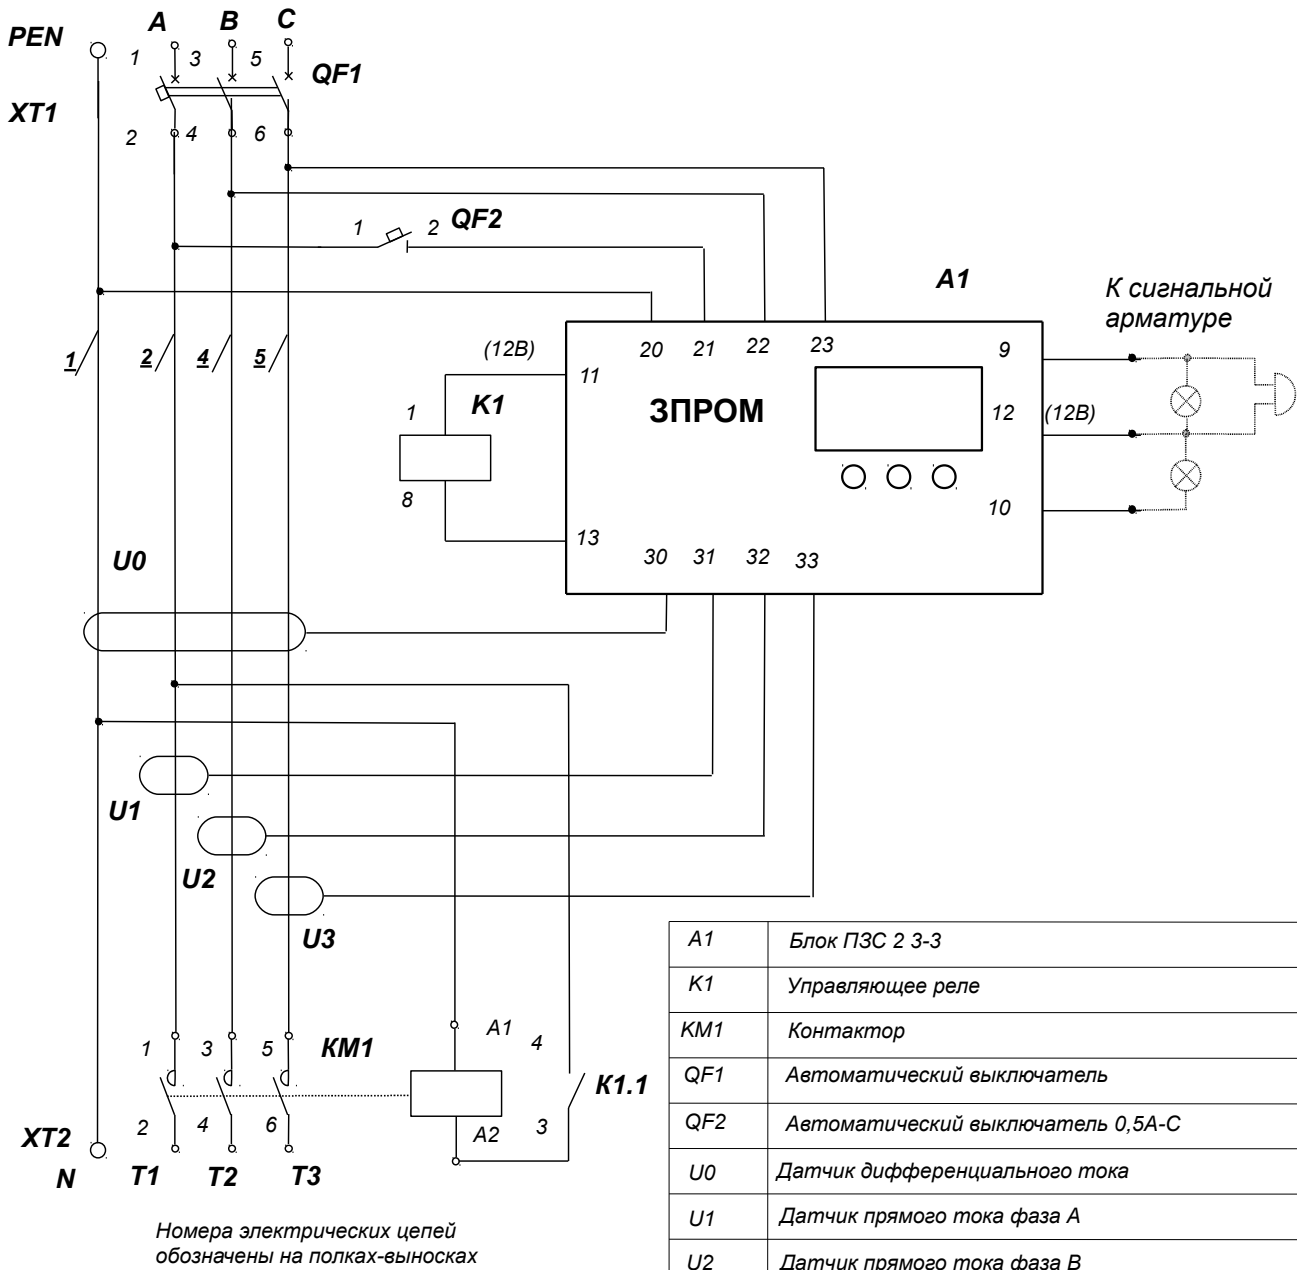 PEN
A
B
C
1
3
5
QF1
XT1
2
4
6
1
2
QF2
A1
К сигнальной
арматуре
1
2
4
5
(12В)
20
21
22
23
9
11
1
K1
ЗПРОМ
12
(12В)
8
10
13
30
31
32
33
U0
U1
U2
U3
1
3
5
KM1
A1
4
K1.1
2
4
6
A2
3
XT2
N
T1
T2
T3
Номера электрических цепей
обозначены на полках-выносках
A1 Блок ПЗС 2 3-3
K1 Управляющее реле
KM1 Контактор
QF1 Автоматический выключатель
QF2 Автоматический выключатель 0,5А-С
U0 Датчик дифференциального тока
U1 Датчик прямого тока фаза А
U2 Датчик прямого тока фаза В